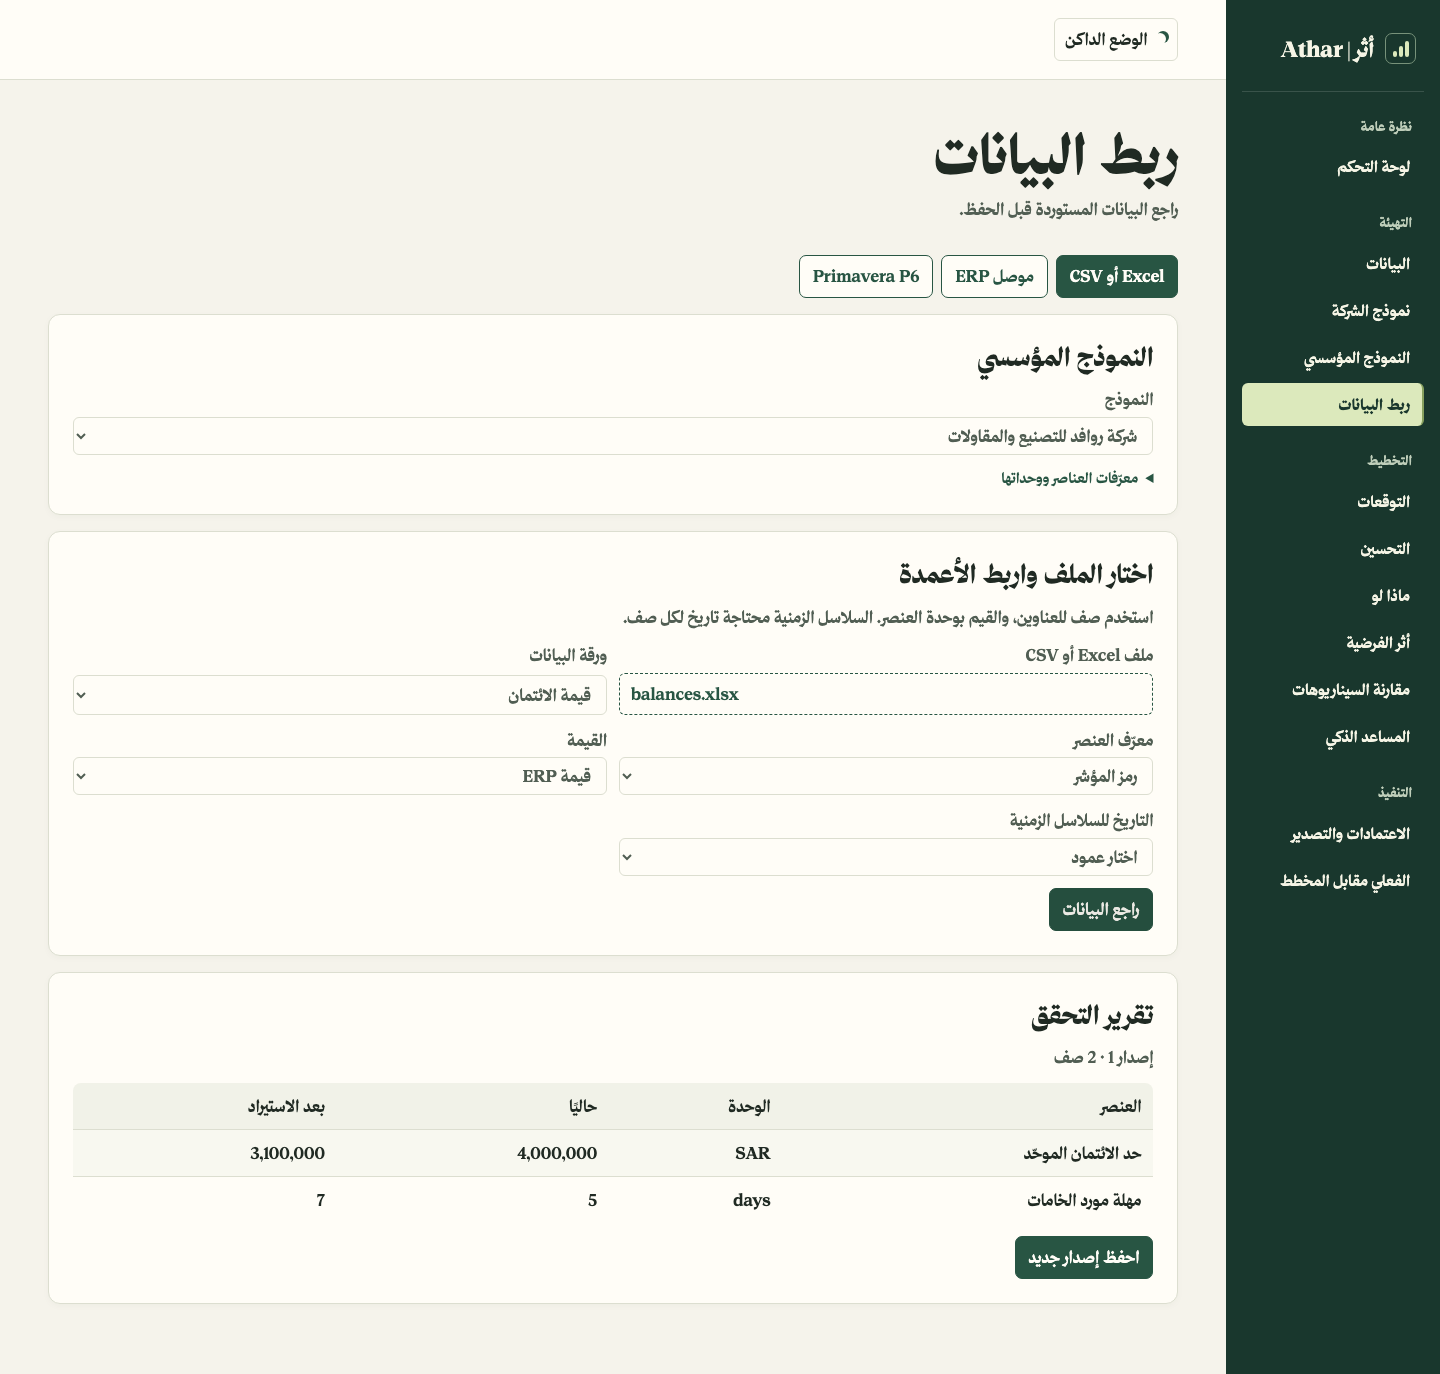 أثر | Athar
نظرة عامة
لوحة التحكم
التهيئة
البيانات
نموذج الشركة
النموذج المؤسسي
ربط البيانات
التخطيط
التوقعات
التحسين
ماذا لو
أثر الفرضية
مقارنة السيناريوهات
المساعد الذكي
التنفيذ
الاعتمادات والتصدير
الفعلي مقابل المخطط
الوضع الداكن
ربط البيانات
راجع البيانات المستوردة قبل الحفظ.
Excel أو CSV
موصل ERP
Primavera P6
النموذج المؤسسي
النموذج
شركة روافد للتصنيع والمقاولات
معرّفات العناصر ووحداتها
اختار الملف واربط الأعمدة
استخدم صف للعناوين، والقيم بوحدة العنصر. السلاسل الزمنية محتاجة تاريخ لكل صف.
ملف Excel أو CSV
balances.xlsx
ورقة البيانات
قيمة الائتمان
معرّف العنصر
رمز المؤشر
القيمة
قيمة ERP
التاريخ للسلاسل الزمنية
اختار عمود
راجع البيانات
تقرير التحقق
إصدار 1 · 2 صف
العنصر الوحدة حاليًا بعد الاستيراد
حد الائتمان الموحّد SAR 4,000,000 3,100,000
مهلة مورد الخامات days 5 7
احفظ إصدار جديد